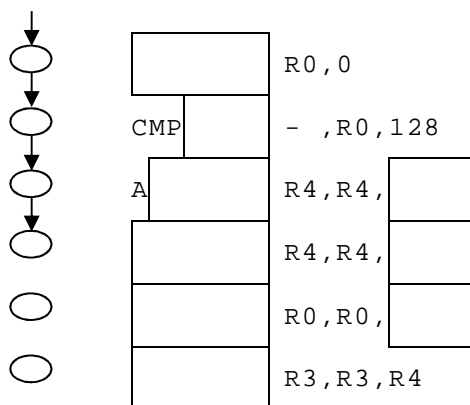 R0,0
CMP - ,R0,128
A R4,R4,
R4,R4,
R0,R0,
R3,R3,R4